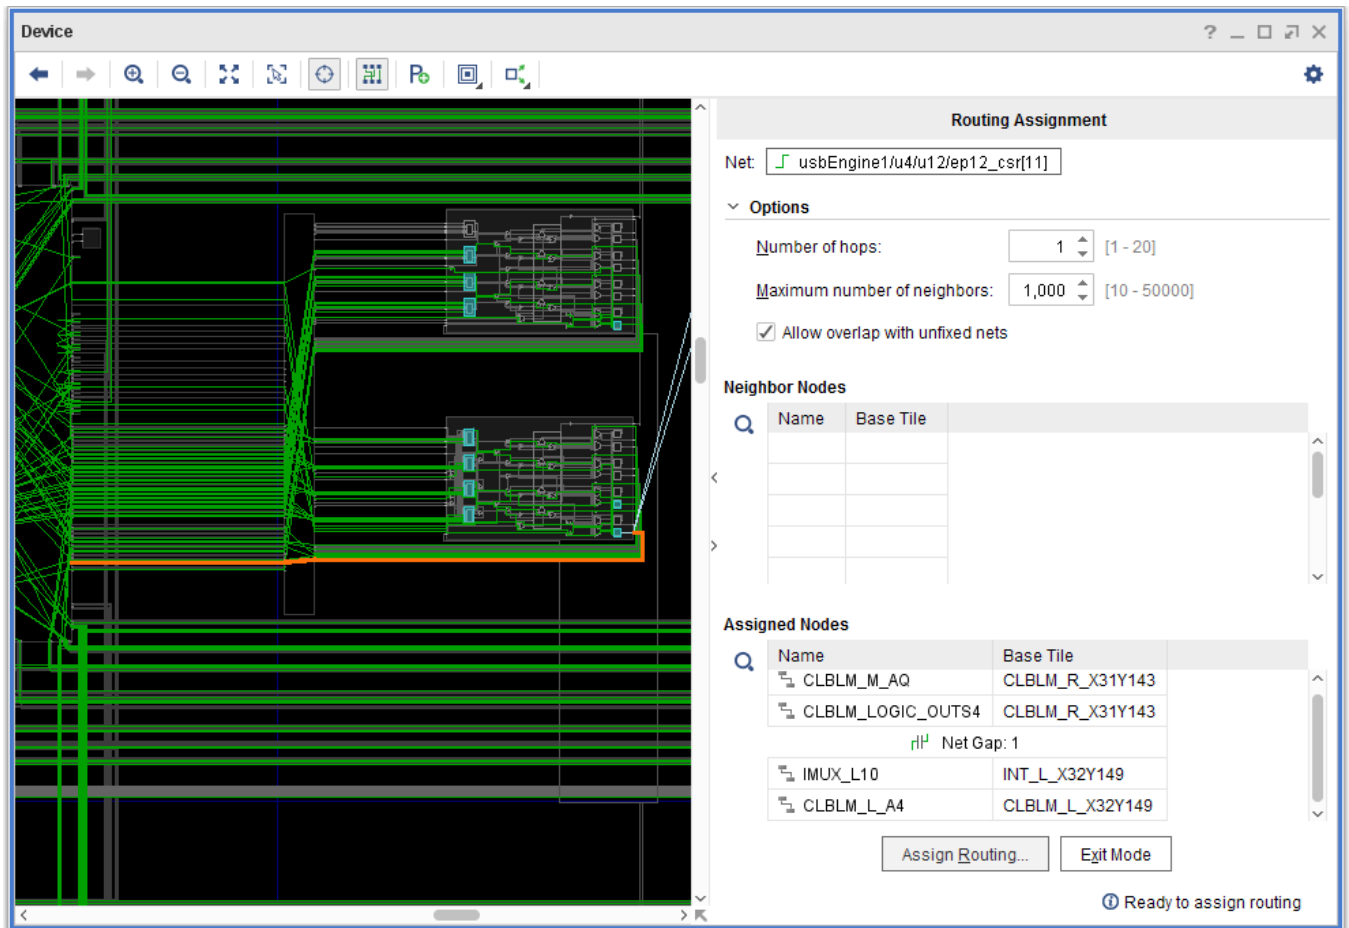 Device
Routing Assignment
Net: usbEngine1/u4/u12/ep12_csr[11]
Options
Number of hops: 1 [1 - 20]
Maximum number of neighbors: 1,000 [10 - 50000]
Allow overlap with unfixed nets
Neighbor Nodes
Name Base Tile
Assigned Nodes
Name Base Tile
CLBLM_M_AQ CLBLM_R_X31Y143
CLBLM_LOGIC_OUTS4 CLBLM_R_X31Y143
Net Gap: 1
IMUX_L10 INT_L_X32Y149
CLBLM_L_A4 CLBLM_L_X32Y149
Assign Routing... Exit Mode
Ready to assign routing